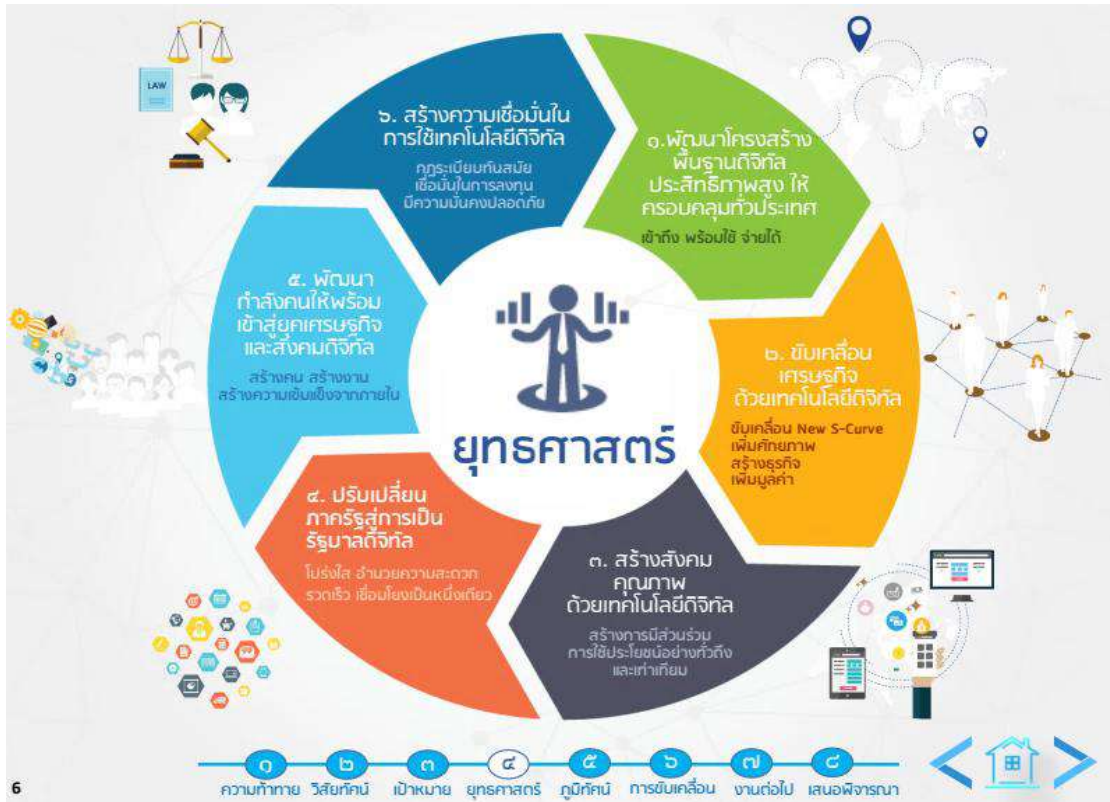 LAW
๑.พัฒนาโครงสร้าง
พื้นฐานดิจิทัล
ประสิทธิภาพสูง ให้
ครอบคลุมทั่วประเทศ
เข้าถึง พร้อมใช้ จ่ายได้
๒. ขับเคลื่อน
เศรษฐกิจ
ด้วยเทคโนโลยีดิจิทัล
ขับเคลื่อน New S-Curve
เพิ่มศักยภาพ
สร้างธุรกิจ
เพิ่มมูลค่า
๓. สร้างสังคม
คุณภาพ
ด้วยเทคโนโลยีดิจิทัล
สร้างการมีส่วนร่วม
การใช้ประโยชน์อย่างทั่วถึง
และเท่าเทียม
๔. ปรับเปลี่ยน
ภาครัฐสู่การเป็น
รัฐบาลดิจิทัล
โปร่งใส อำนวยความสะดวก
รวดเร็ว เชื่อมโยงเป็นหนึ่งเดียว
๕. พัฒนา
กำลังคนให้พร้อม
เข้าสู่ยุคเศรษฐกิจ
และสังคมดิจิทัล
สร้างคน สร้างงาน
สร้างความเข้มแข็งจากภายใน
๖. สร้างความเชื่อมั่นใน
การใช้เทคโนโลยีดิจิทัล
กฎระเบียบทันสมัย
เชื่อมั่นในการลงทุน
มีความมั่นคงปลอดภัย
ยุทธศาสตร์
๑ ๒ ๓ ๔ ๕ ๖ ๗ ๘
ความท้าทาย วิสัยทัศน์ เป้าหมาย ยุทธศาสตร์ ภูมิทัศน์ การขับเคลื่อน งานต่อไป เสนอพิจารณา
6